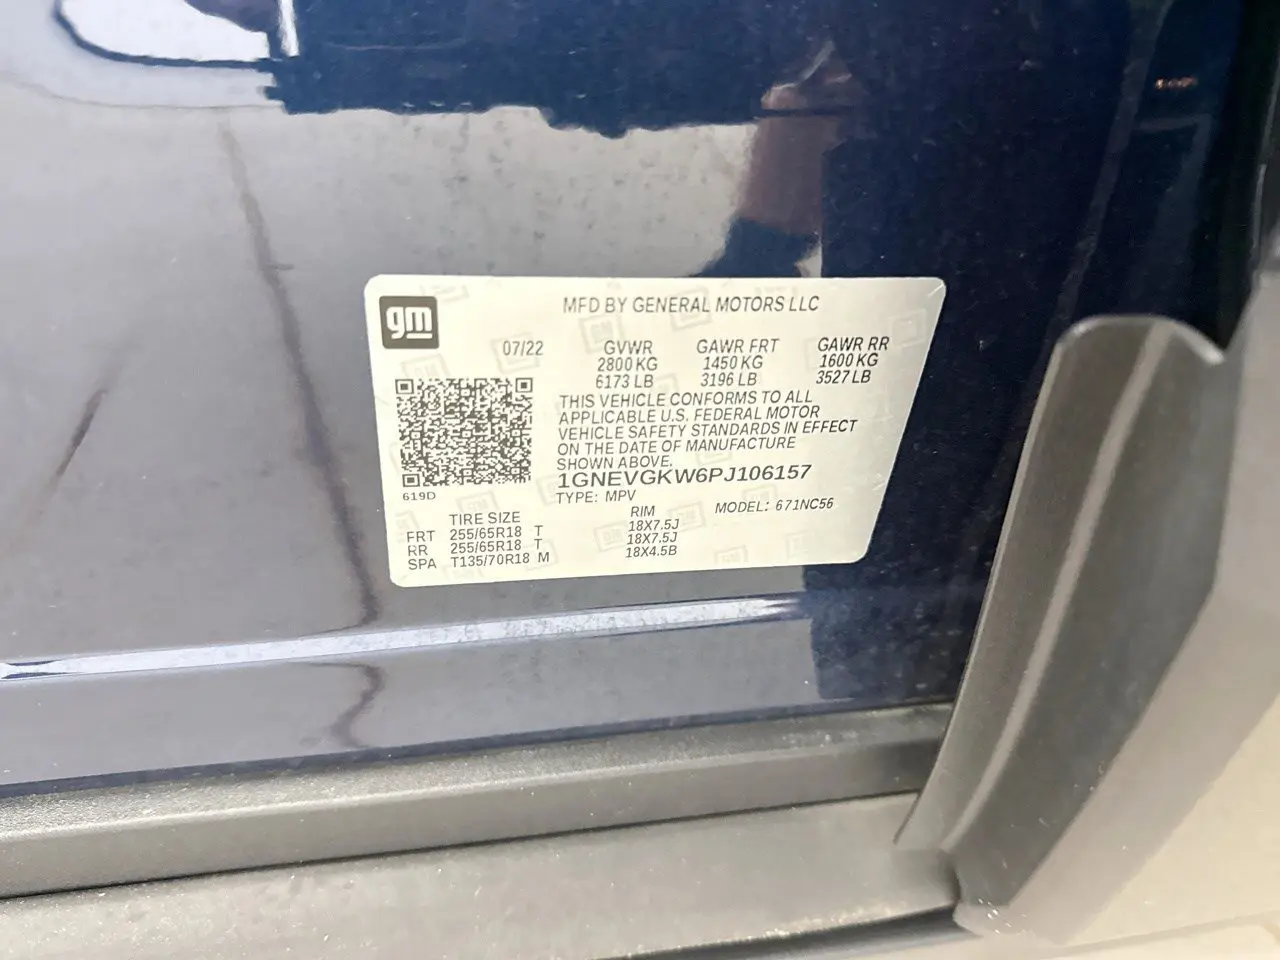 gm
MFD BY GENERAL MOTORS LLC
07/22 GVWR GAWR FRT GAWR RR
2800 KG 1450 KG 1600 KG
6173 LB 3196 LB 3527 LB
THIS VEHICLE CONFORMS TO ALL
APPLICABLE U.S. FEDERAL MOTOR
VEHICLE SAFETY STANDARDS IN EFFECT
ON THE DATE OF MANUFACTURE
SHOWN ABOVE.
1GNEVGKW6PJ106157
619D
TYPE: MPV MODEL: 671NC56
TIRE SIZE RIM
FRT 255/65R18 T 18X7.5J
RR 255/65R18 T 18X7.5J
SPA T135/70R18 M 18X4.5B